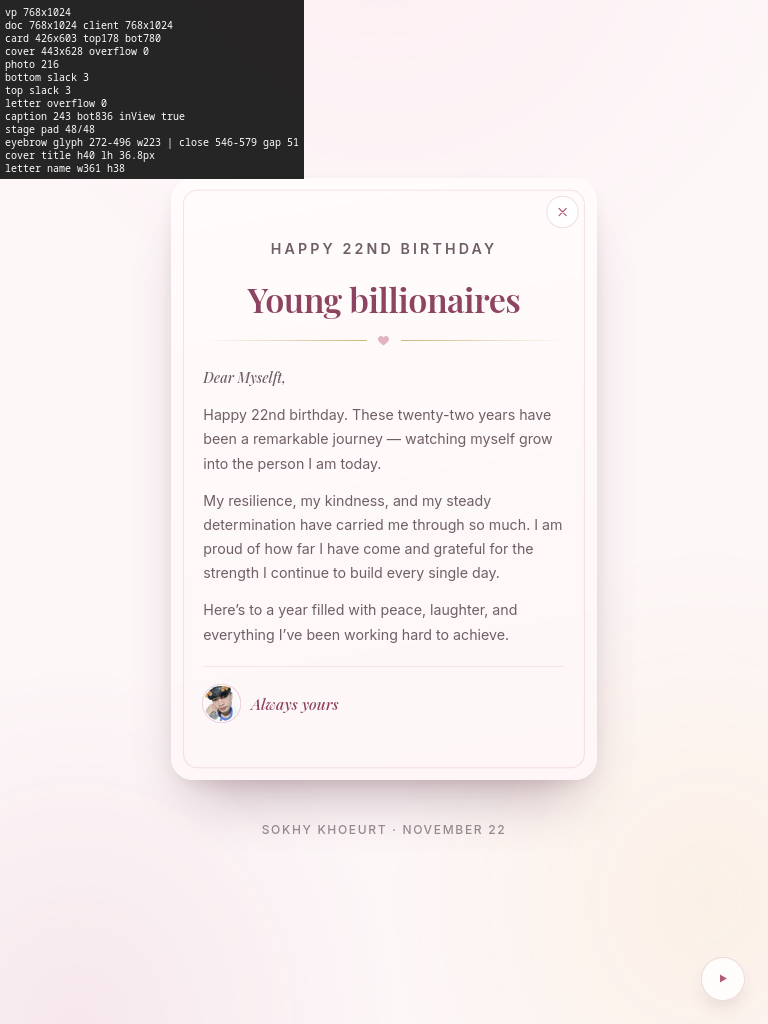 vp 768x1024
doc 768x1024 client 768x1024
card 426x603 top178 bot780
cover 443x628 overflow 0
photo 216
bottom slack 3
top slack 3
letter overflow 0
caption 243 bot836 inView true
stage pad 48/48
eyebrow glyph 272-496 w223 | close 546-579 gap 51
cover title h40 lh 36.8px
letter name w361 h38
HAPPY 22ND BIRTHDAY
Young billionaires
Dear Myselft,
Happy 22nd birthday. These twenty-two years have
been a remarkable journey — watching myself grow
into the person I am today.
My resilience, my kindness, and my steady
determination have carried me through so much. I am
proud of how far I have come and grateful for the
strength I continue to build every single day.
Here’s to a year filled with peace, laughter, and
everything I’ve been working hard to achieve.
Always yours
SOKHY KHOEURT · NOVEMBER 22